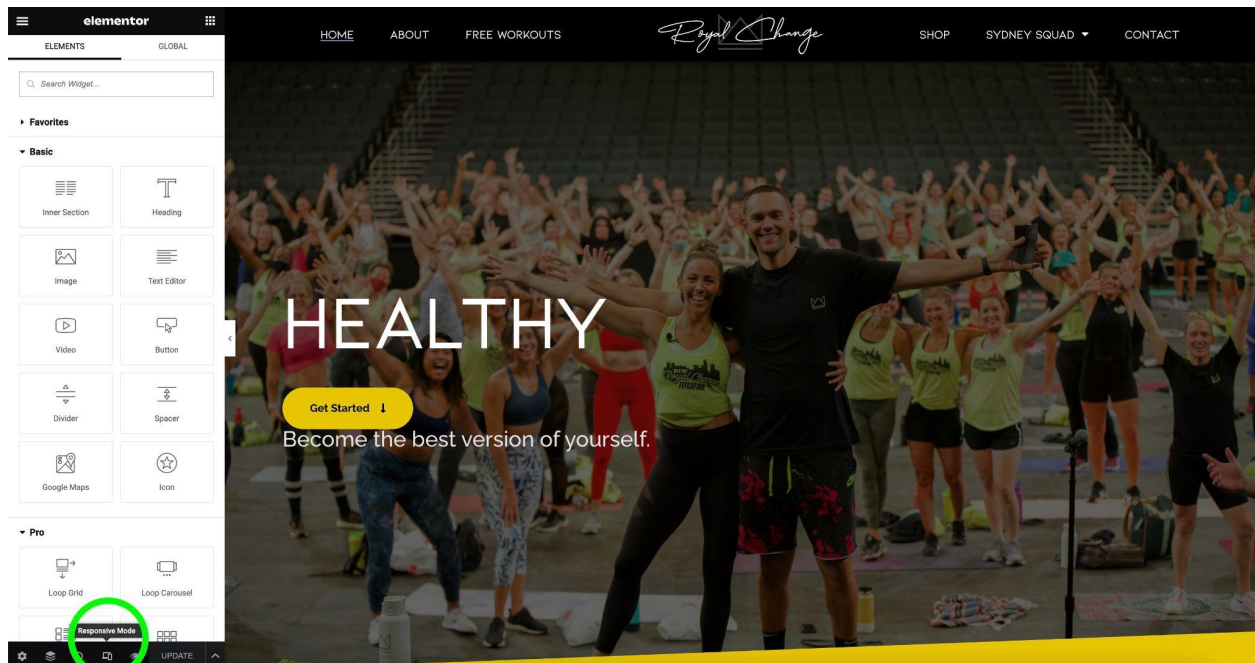 elementor
ELEMENTS
GLOBAL
Search Widget...
Favorites
Basic
Inner Section
Heading
Image
Text Editor
Video
Button
Divider
Spacer
Google Maps
Icon
Pro
Loop Grid
Loop Carousel
Responsive Mode
UPDATE
HOME
ABOUT
FREE WORKOUTS
Royal Change
SHOP
SYDNEY SQUAD
CONTACT
HEALTHY
Get Started
Become the best version of yourself.